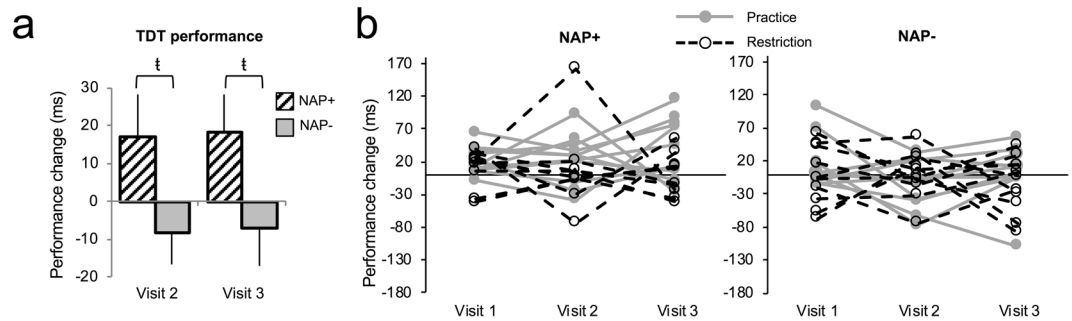 a
TDT performance
Performance change (ms)
30
20
10
0
-10
-20
ŧ
ŧ
NAP+
NAP-
Visit 2
Visit 3
b
Practice
Restriction
NAP+
Performance change (ms)
170
120
70
20
-30
-80
-130
-180
Visit 1
Visit 2
Visit 3
NAP-
170
120
70
20
-30
-80
-130
-180
Visit 1
Visit 2
Visit 3